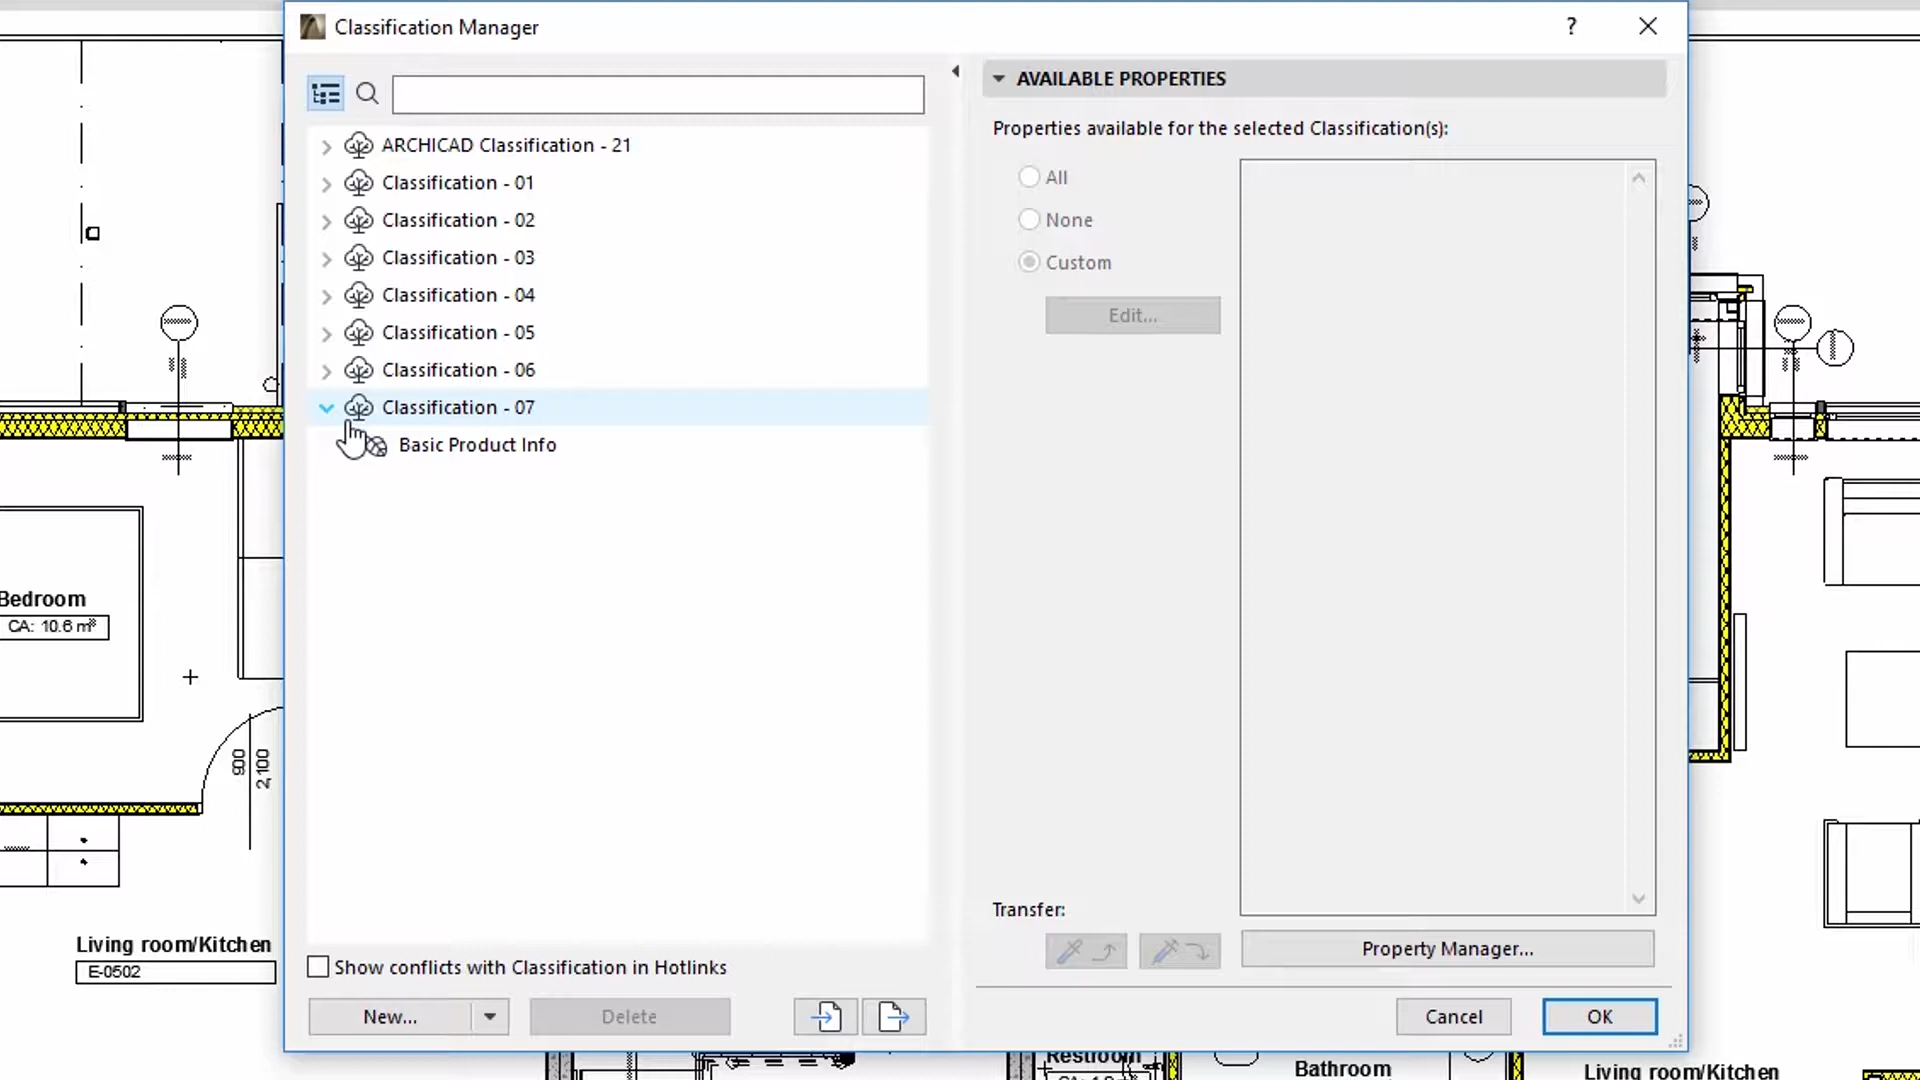 Classification Manager
?
AVAILABLE PROPERTIES
Properties available for the selected Classification(s):
ARCHICAD Classification - 21
Classification - 01
Classification - 02
Classification - 03
Classification - 04
Classification - 05
Classification - 06
Classification - 07
Basic Product Info
All
None
Custom
Edit...
Transfer:
Property Manager...
Show conflicts with Classification in Hotlinks
New...
Delete
Cancel
OK
Bedroom
CA: 10.6 m²
900
2,100
Living room/Kitchen
E-0502
Restroom
Bathroom
Living room/Kitchen